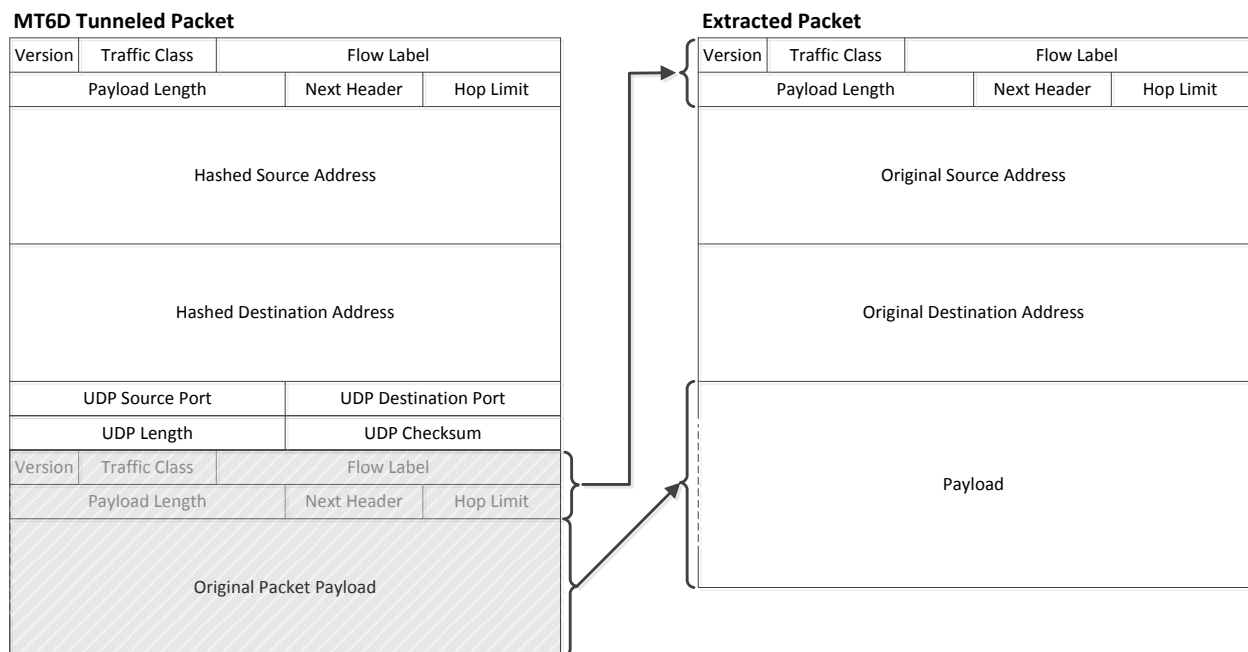 MT6D Tunneled Packet
Version Traffic Class Flow Label
Payload Length Next Header Hop Limit
Hashed Source Address
Hashed Destination Address
UDP Source Port UDP Destination Port
UDP Length UDP Checksum
Version Traffic Class Flow Label
Payload Length Next Header Hop Limit
Original Packet Payload
Extracted Packet
Version Traffic Class Flow Label
Payload Length Next Header Hop Limit
Original Source Address
Original Destination Address
Payload